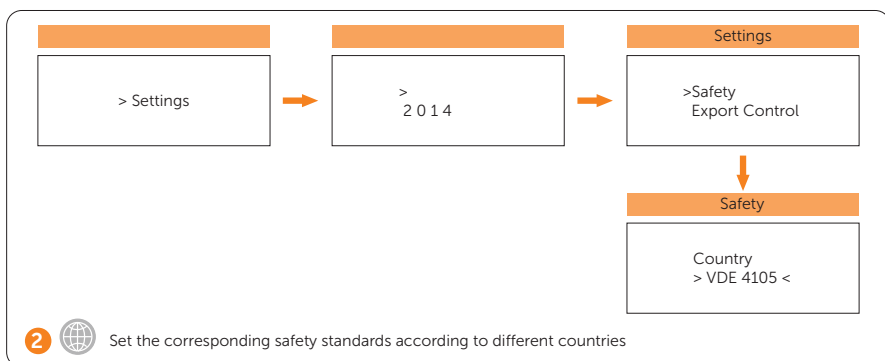 Settings
> Settings
>
2 0 1 4
>Safety
Export Control
Safety
Country
> VDE 4105 <
2 Set the corresponding safety standards according to different countries